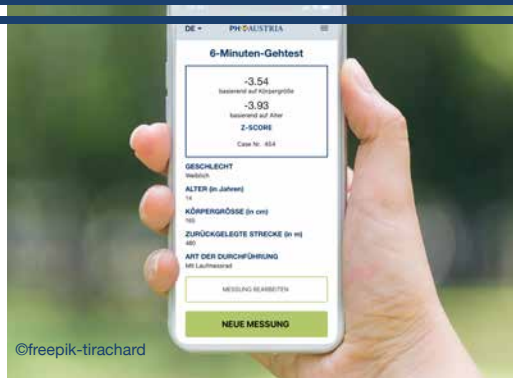 DE
PH AUSTRIA
6-Minuten-Gehtest
-3.54
basierend auf Körpergröße
-3.93
basierend auf Alter
Z-SCORE
Case Nr. 454
GESCHLECHT
Weiblich
ALTER (in Jahren)
14
KÖRPERGRÖSSE (in cm)
165
ZURÜCKGELEGTE STRECKE (in m)
480
ART DER DURCHFÜHRUNG
Mit Laufmessrad
MESSUNG BEARBEITEN
NEUE MESSUNG
©freepik-tirachard